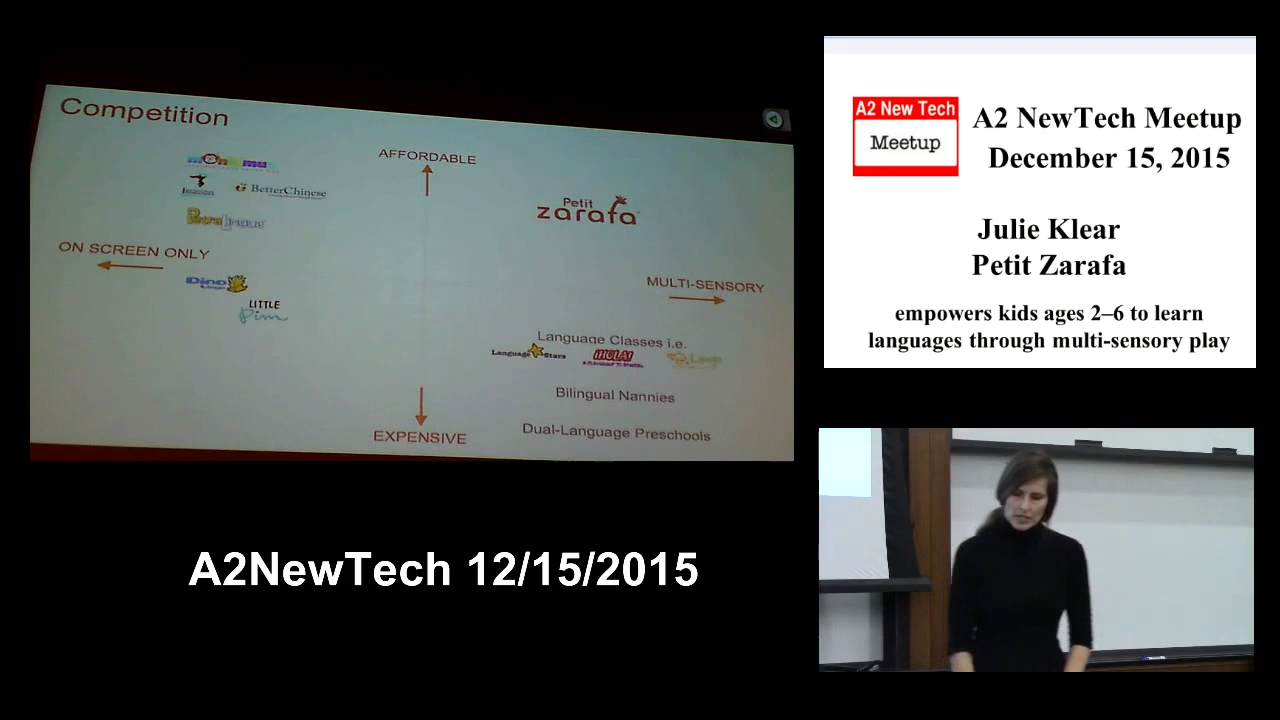 Competition
AFFORDABLE
BetterChinese
Petit
zarafa
ON SCREEN ONLY
Dino
MULTI-SENSORY
LITTLE
Pim
Language Classes i.e.
Language Stars
¡HOLA!
Bilingual Nannies
EXPENSIVE
Dual-Language Preschools
A2NewTech 12/15/2015
A2 New Tech
Meetup
A2 NewTech Meetup
December 15, 2015
Julie Klear
Petit Zarafa
empowers kids ages 2–6 to learn
languages through multi-sensory play